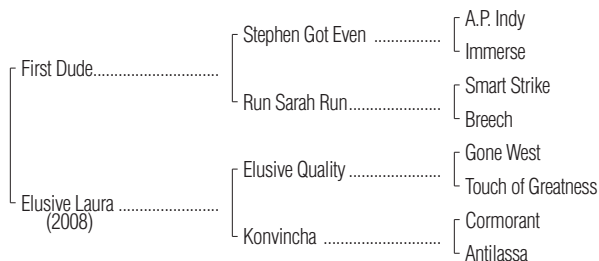 Stephen Got Even ..................
A.P. Indy
Immerse
First Dude...............................
Run Sarah Run.........................
Smart Strike
Breech
Elusive Quality .........................
Gone West
Touch of Greatness
Elusive Laura .........................
(2008)
Konvincha ..............................
Cormorant
Antilassa